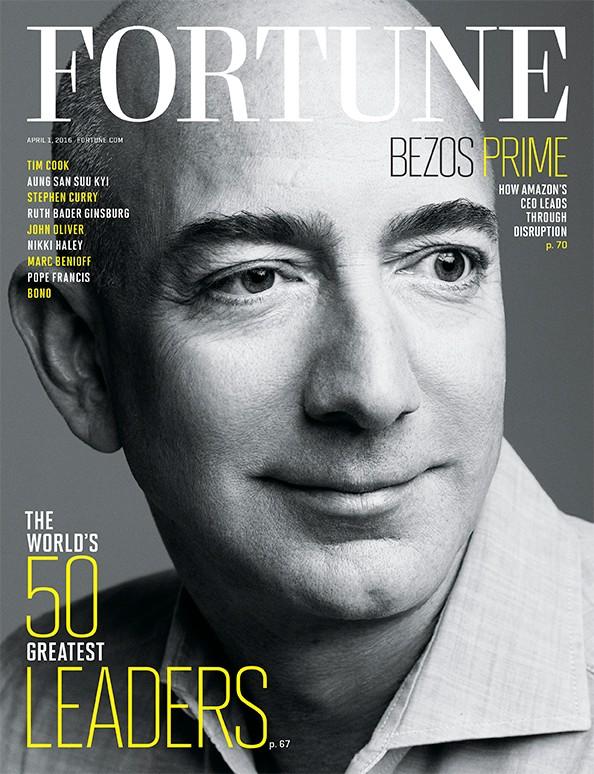 FORTUNE
APRIL 1, 2016 FORTUNE.COM
TIM COOK
AUNG SAN SUU KYI
STEPHEN CURRY
RUTH BADER GINSBURG
JOHN OLIVER
NIKKI HALEY
MARC BENIOFF
POPE FRANCIS
BONO
BEZOS PRIME
HOW AMAZON'S
CEO LEADS
THROUGH
DISRUPTION
p. 70
THE
WORLD'S
50
GREATEST
LEADERS
p. 67